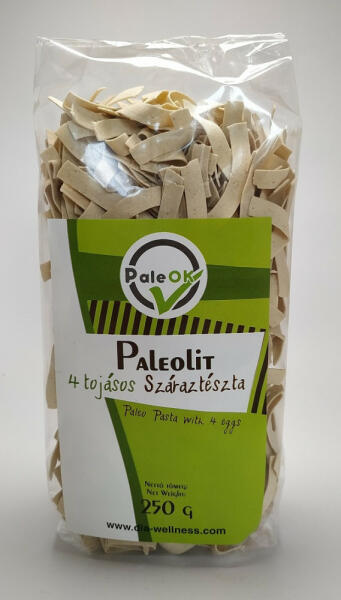 PaleOK
PALEOLIT
4 tojásos Száraztészta
Paleo Pasta with 4 eggs
NETTÓ TÖMEG:
NET WEIGHT:
250 g
www.dia-wellness.com